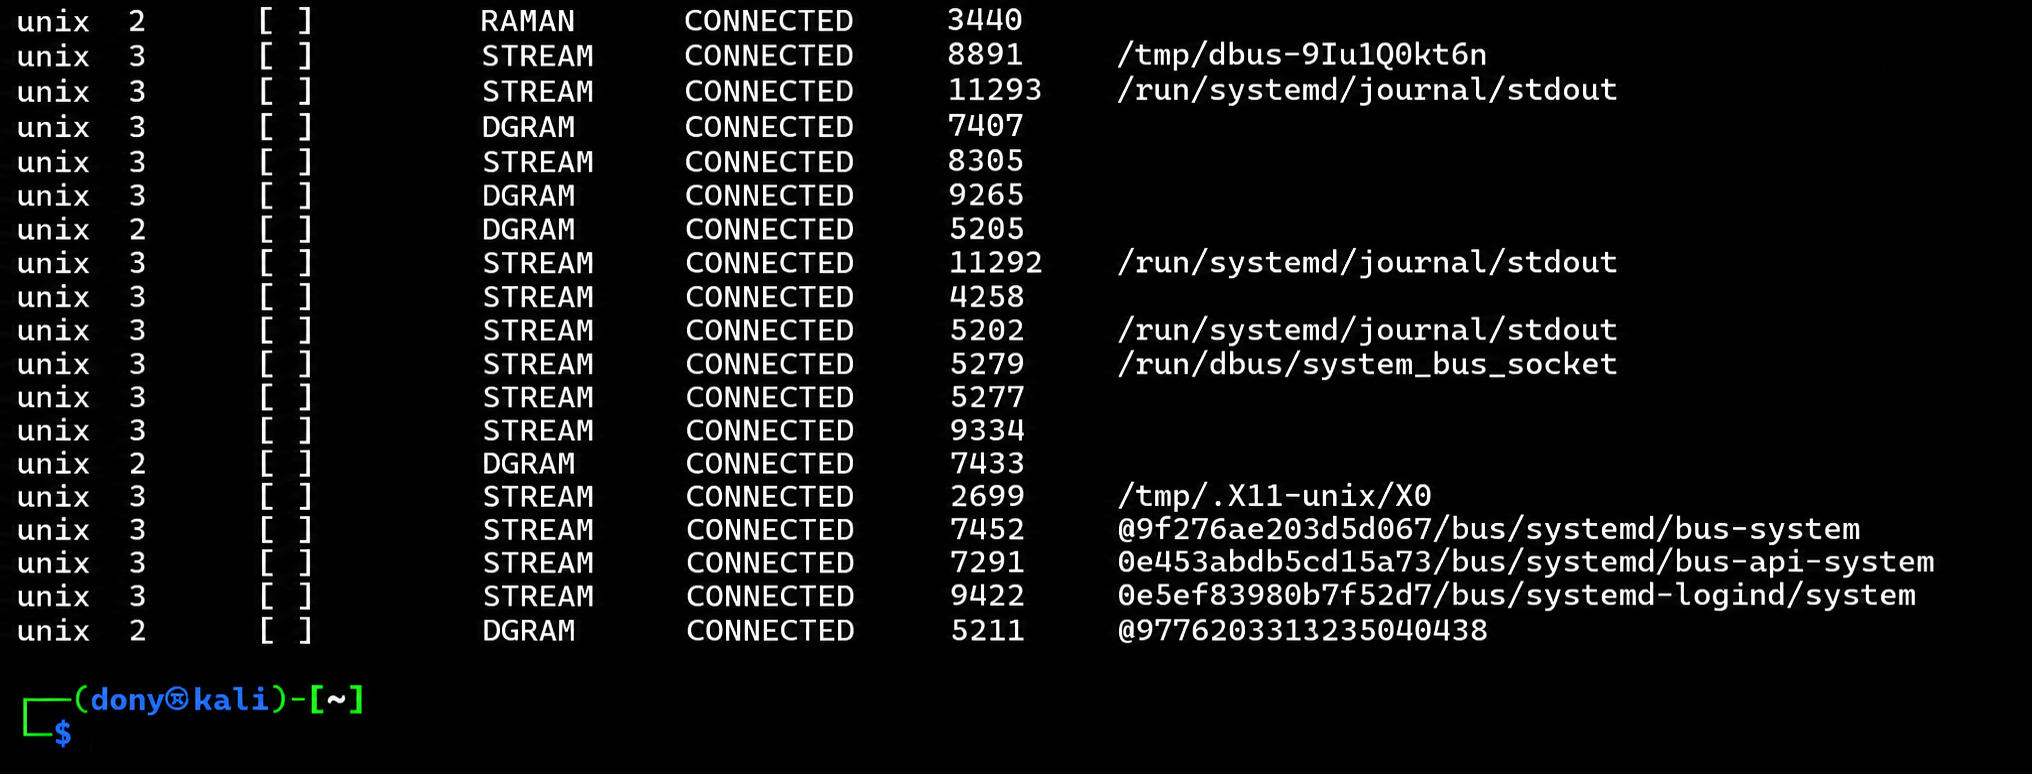 unix 2 [ ] RAMAN CONNECTED 3440
unix 3 [ ] STREAM CONNECTED 8891 /tmp/dbus-9Iu1Q0kt6n
unix 3 [ ] STREAM CONNECTED 11293 /run/systemd/journal/stdout
unix 3 [ ] DGRAM CONNECTED 7407
unix 3 [ ] STREAM CONNECTED 8305
unix 3 [ ] DGRAM CONNECTED 9265
unix 2 [ ] DGRAM CONNECTED 5205
unix 3 [ ] STREAM CONNECTED 11292 /run/systemd/journal/stdout
unix 3 [ ] STREAM CONNECTED 4258
unix 3 [ ] STREAM CONNECTED 5202 /run/systemd/journal/stdout
unix 3 [ ] STREAM CONNECTED 5279 /run/dbus/system_bus_socket
unix 3 [ ] STREAM CONNECTED 5277
unix 3 [ ] STREAM CONNECTED 9334
unix 2 [ ] DGRAM CONNECTED 7433
unix 3 [ ] STREAM CONNECTED 2699 /tmp/.X11-unix/X0
unix 3 [ ] STREAM CONNECTED 7452 @9f276ae203d5d067/bus/systemd/bus-system
unix 3 [ ] STREAM CONNECTED 7291 0e453abdb5cd15a73/bus/systemd/bus-api-system
unix 3 [ ] STREAM CONNECTED 9422 0e5ef83980b7f52d7/bus/systemd-logind/system
unix 2 [ ] DGRAM CONNECTED 5211 @9776203313235040438
┌──(dony㉿kali)-[~]
└─$